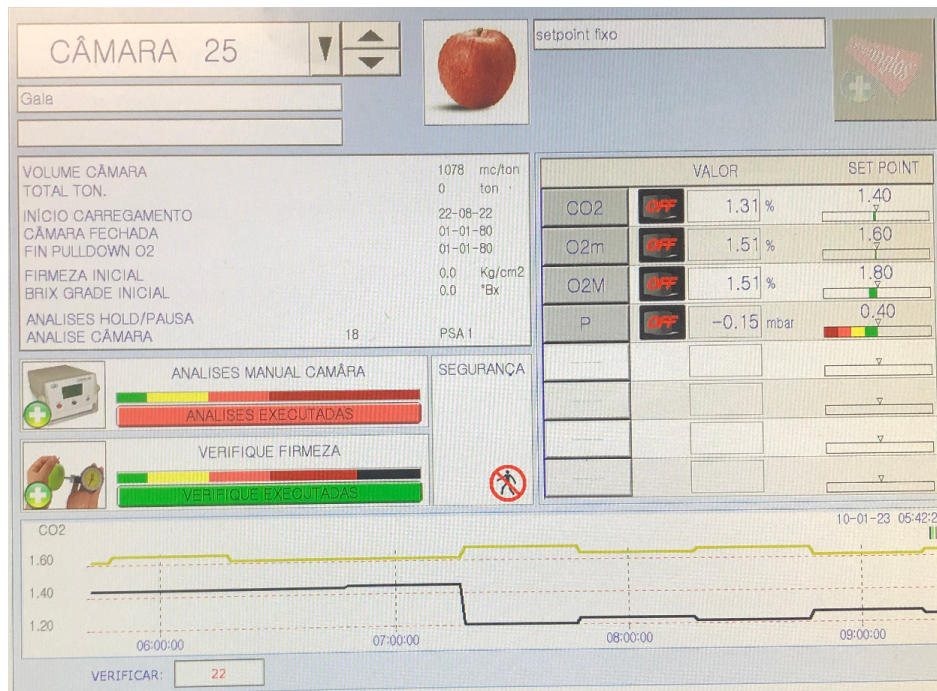 CÂMARA 25
setpoint fixo
Gala
VOLUME CÂMARA 1078 mc/ton
TOTAL TON. 0 ton
INÍCIO CARREGAMENTO 22-08-22
CÂMARA FECHADA 01-01-80
FIN PULLDOWN O2 01-01-80
FIRMEZA INICIAL 0.0 Kg/cm2
BRIX GRADE INICIAL 0.0 °Bx
ANALISES HOLD/PAUSA
ANALISE CÂMARA 18 PSA 1
VALOR SET POINT
CO2 OFF 1.31 % 1.40
O2m OFF 1.51 % 1.60
O2M OFF 1.51 % 1.80
P OFF -0.15 mbar 0.40
ANALISES MANUAL CAMÂRA
ANALISES EXECUTADAS
SEGURANÇA
VERIFIQUE FIRMEZA
VERIFIQUE EXECUTADAS
CO2
10-01-23 05:42:2
1.60
1.40
1.20
06:00:00 07:00:00 08:00:00 09:00:00
VERIFICAR: 22